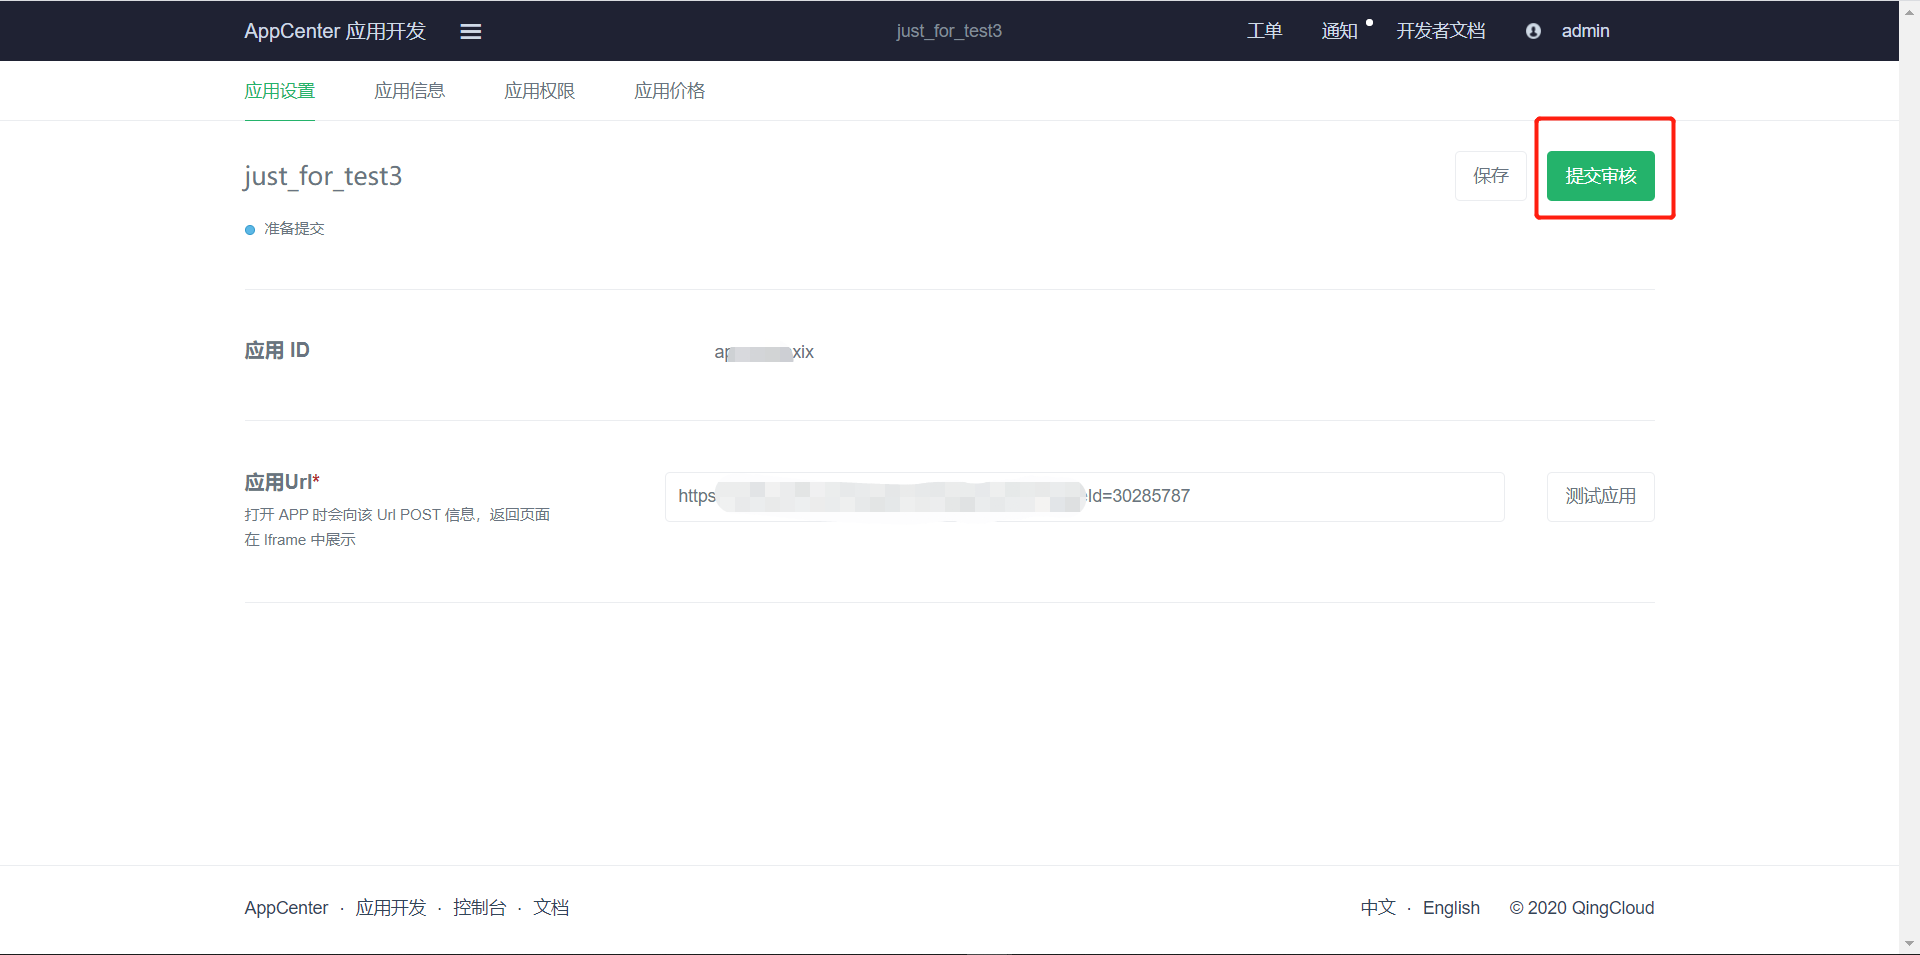 AppCenter 应用开发 just_for_test3 工单 通知 开发者文档 admin
应用设置 应用信息 应用权限 应用价格
just_for_test3 保存 提交审核
准备提交
应用 ID ap xix
应用Url* https Id=30285787 测试应用
打开 APP 时会向该 Url POST 信息，返回页面
在 Iframe 中展示
AppCenter · 应用开发 · 控制台 · 文档 中文 · English © 2020 QingCloud